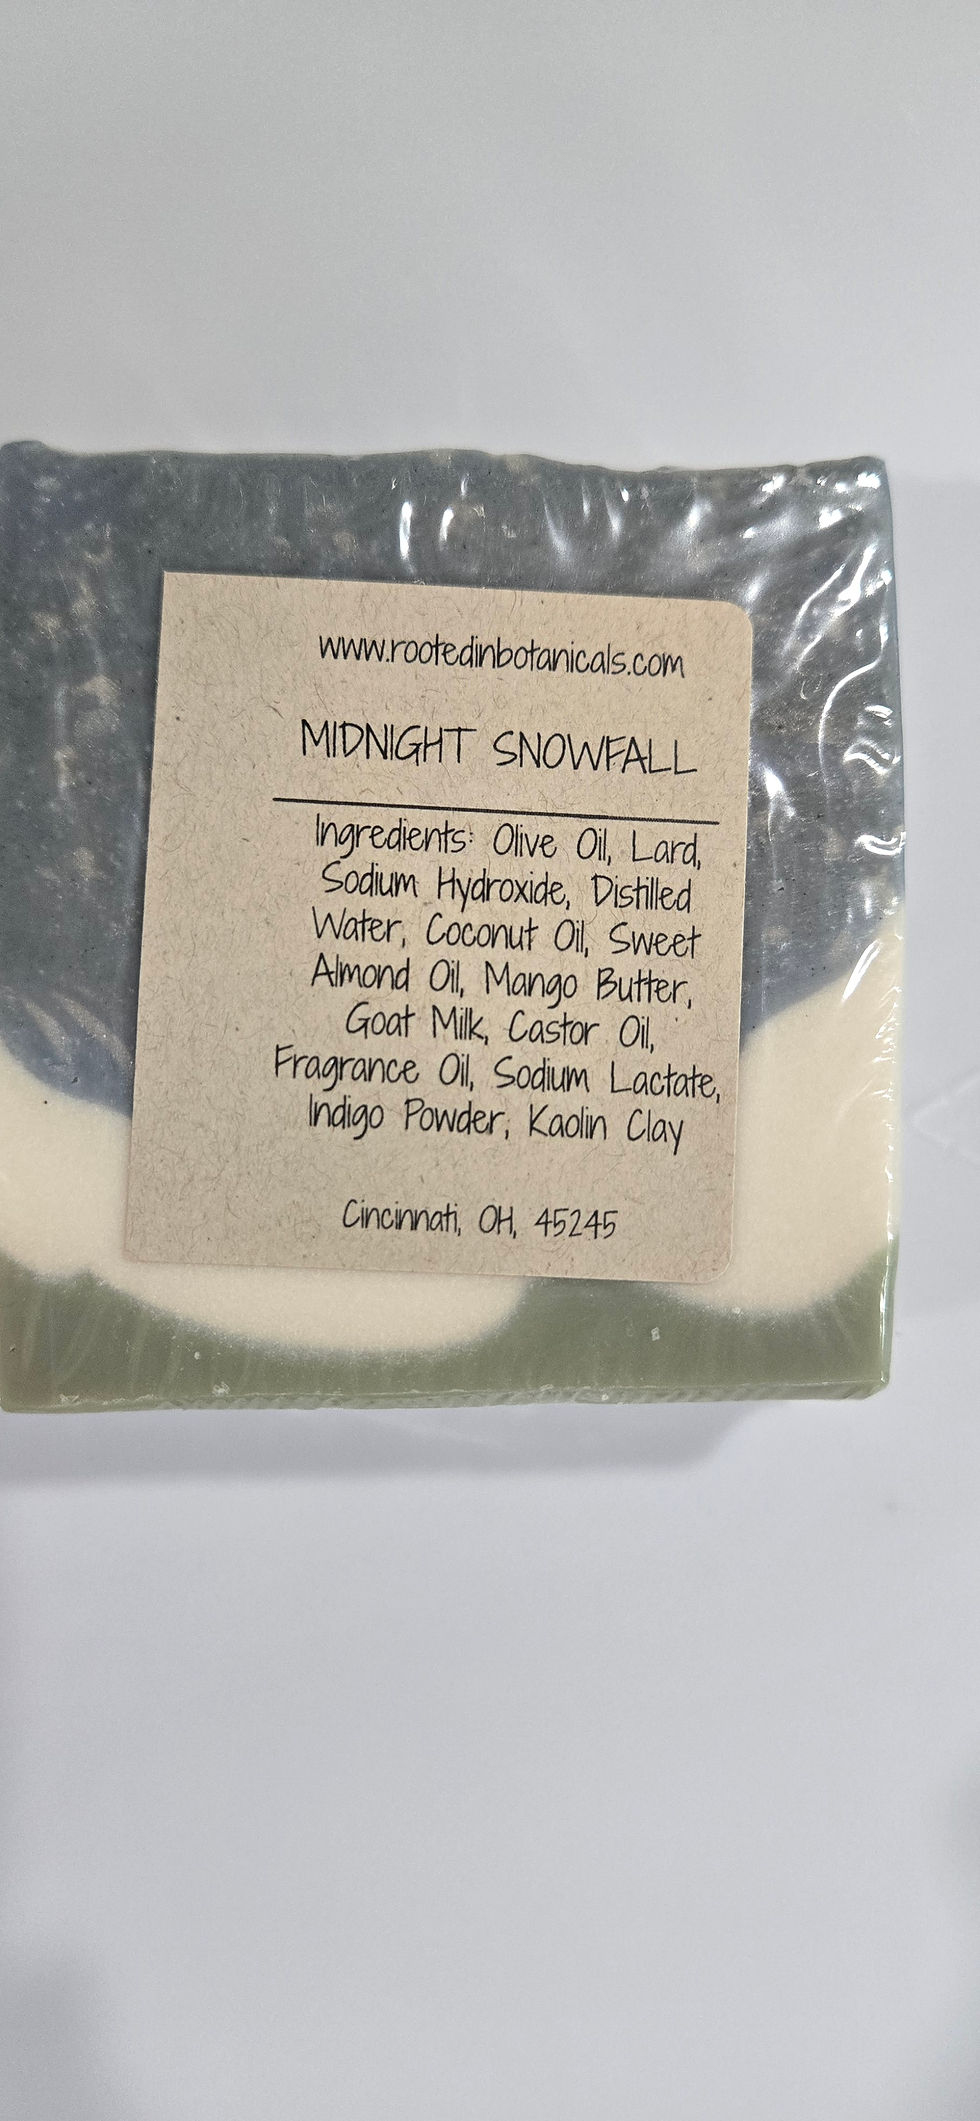 www.rootedinbotanicals.com
MIDNIGHT SNOWFALL
Ingredients: Olive Oil, Lard,
Sodium Hydroxide, Distilled
Water, Coconut Oil, Sweet
Almond Oil, Mango Butter,
Goat Milk, Castor Oil,
Fragrance Oil, Sodium Lactate,
Indigo Powder, Kaolin Clay
Cincinnati, OH, 45245